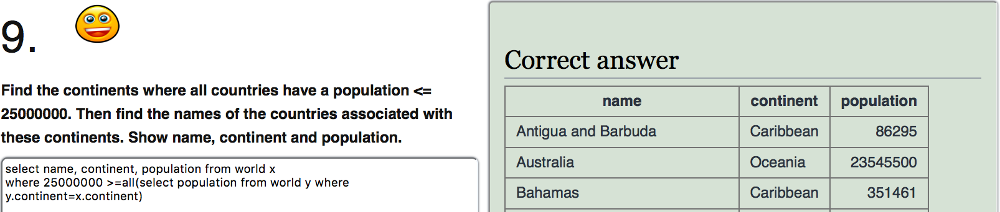 9.
Find the continents where all countries have a population <=
25000000. Then find the names of the countries associated with
these continents. Show name, continent and population.
select name, continent, population from world x
where 25000000 >=all(select population from world y where
y.continent=x.continent)
Correct answer
name continent population
Antigua and Barbuda Caribbean 86295
Australia Oceania 23545500
Bahamas Caribbean 351461